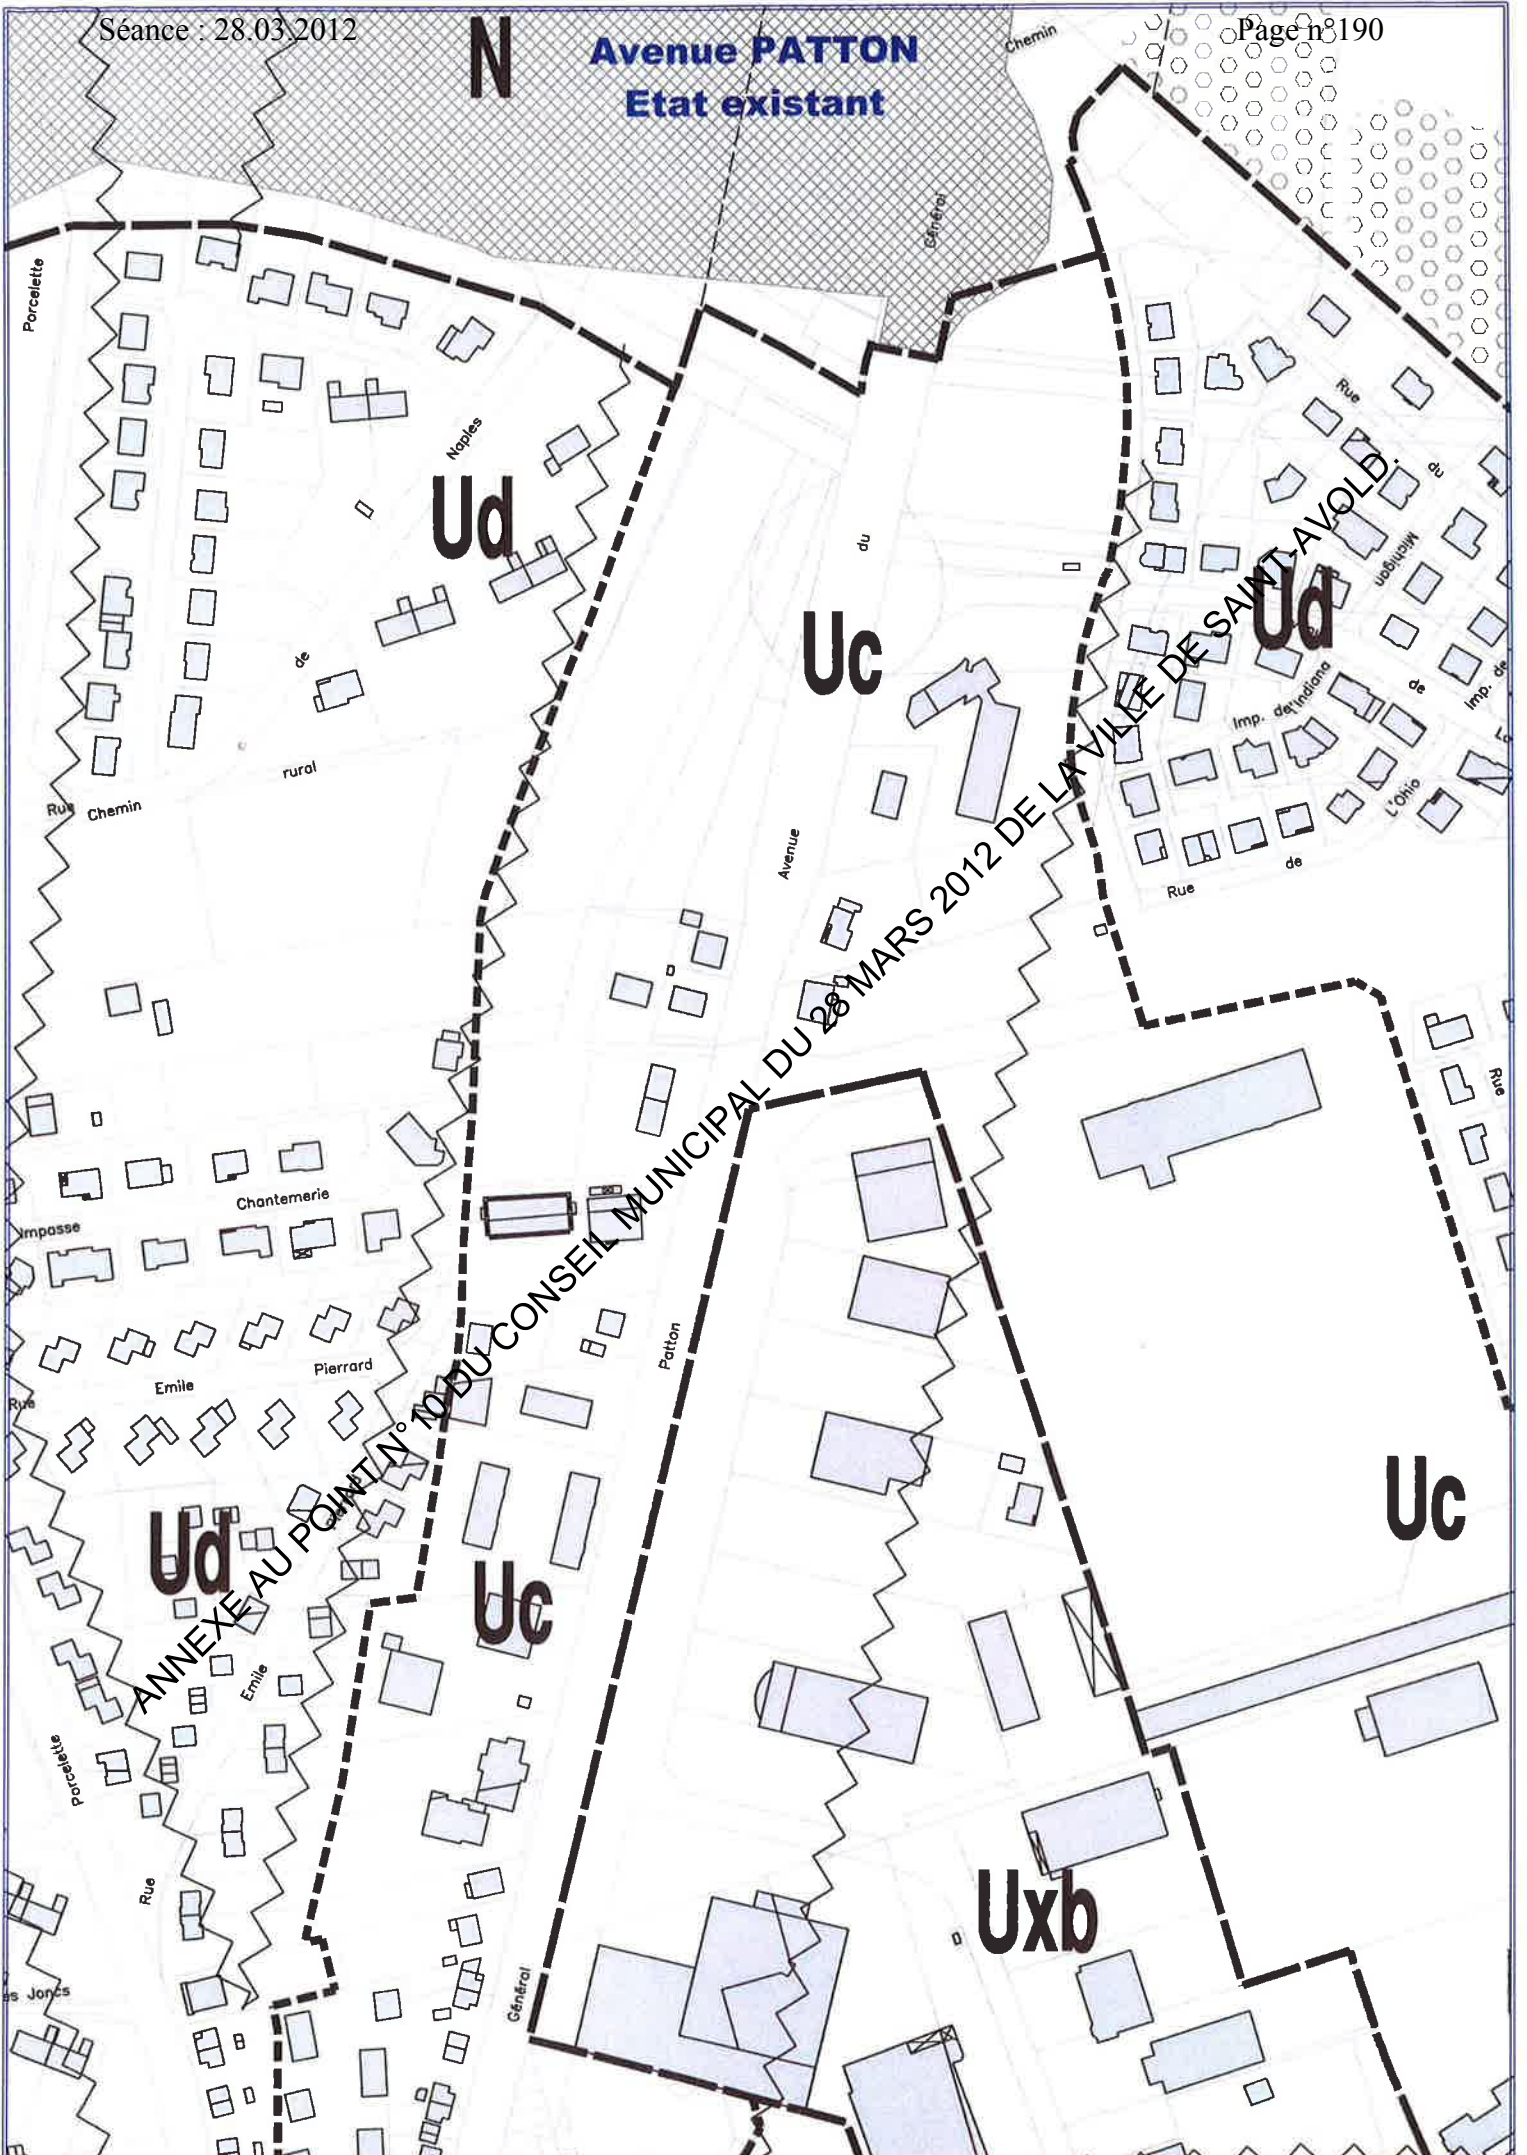 Séance : 28.03.2012
Page n°190
N
Avenue PATTON
Etat existant
Chemin
Général
Porcelette
Rue
du
Naples
Ud
du
Michigan
Uc
Ud
de
de
Imp. de
Imp. de l'Indiana
rural
Rue
Chemin
L'Ohio
Avenue
de
Rue
Rue
ANNEXE AU POINT N°10 DU CONSEIL MUNICIPAL DU 28 MARS 2012 DE LA VILLE DE SAINT-AVOLD.
Chantemerie
Impasse
Patton
Pierrard
Emile
Rue
Uc
Ud
Uc
Emile
Porcelette
Rue
Uxb
Général
es Joncs